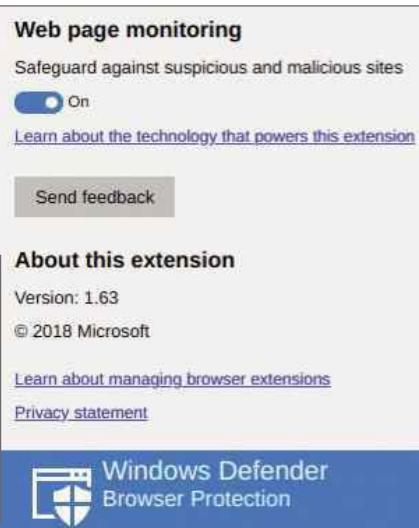 Web page monitoring
Safeguard against suspicious and malicious sites
On
Learn about the technology that powers this extension
Send feedback
About this extension
Version: 1.63
© 2018 Microsoft
Learn about managing browser extensions
Privacy statement
Windows Defender
Browser Protection